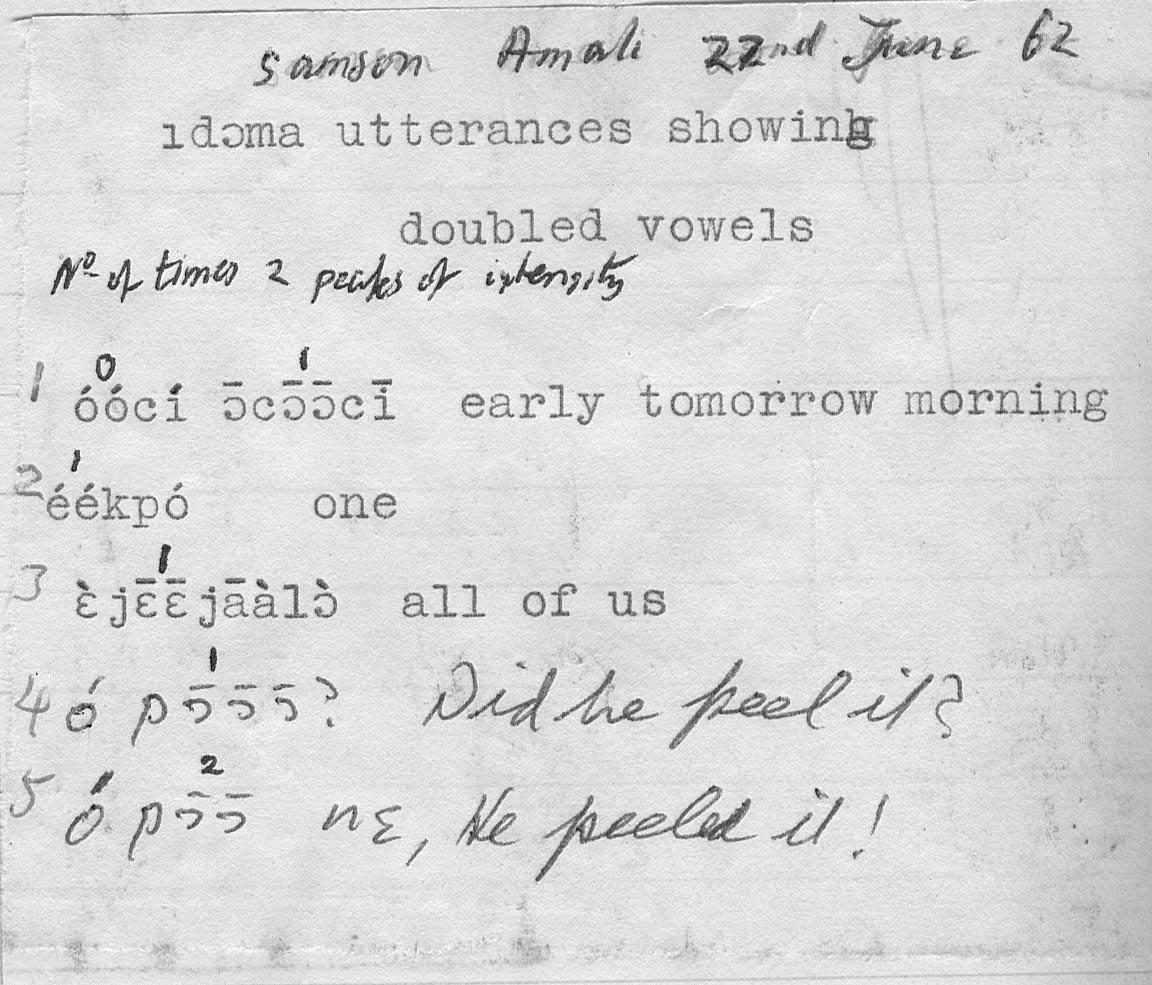 Samson Amali 22nd June 62
ıdɔma utterances showing
doubled vowels
Nº of times 2 peaks of intensity
0 1
1 óócí ɔ̄cɔ̄ɔ̄cī early tomorrow morning
1
2 éékpó one
1
3 ɛ̀jɛ̄ɛ̄jāàlɔ̀ all of us
1
4 ó pɔ̄ɔ̄ɔ̄? Did he peel it?
2
5 ó pɔ̄ɔ̄ nɛ, He peeled it!